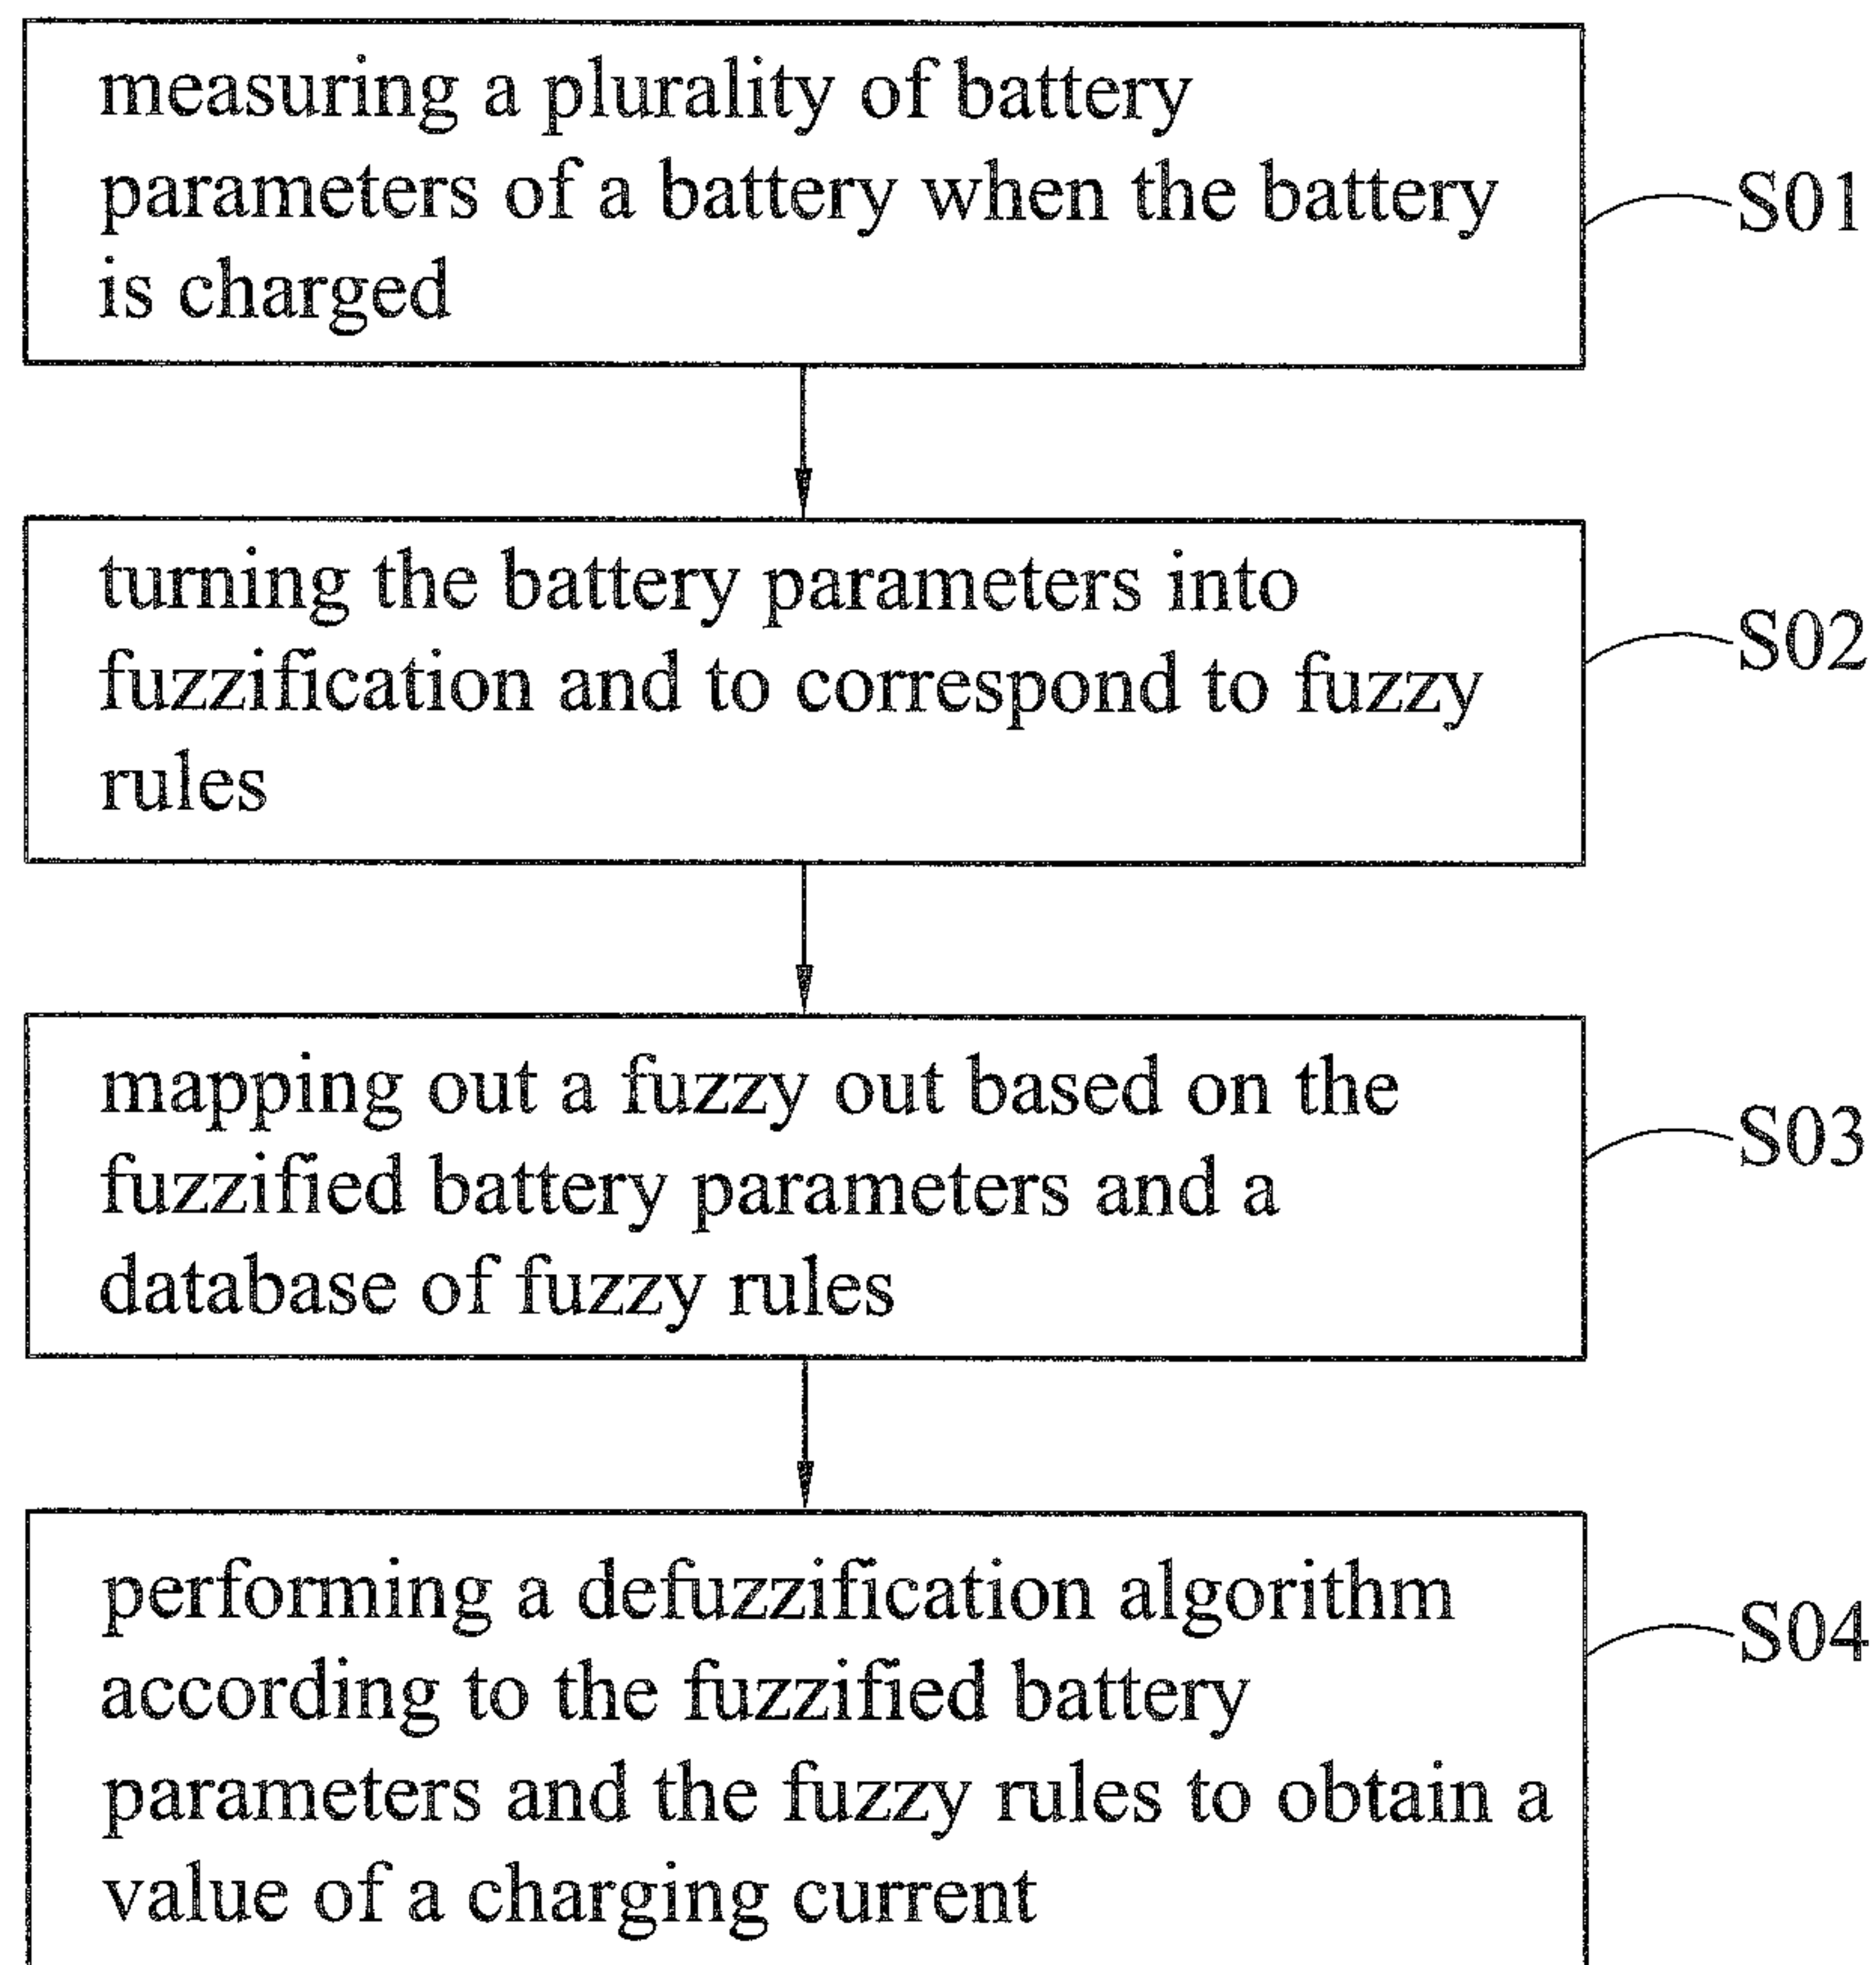 measuring a plurality of battery
parameters of a battery when the battery
is charged
S01
turning the battery parameters into
fuzzification and to correspond to fuzzy
rules
S02
mapping out a fuzzy out based on the
fuzzified battery parameters and a
database of fuzzy rules
S03
performing a defuzzification algorithm
according to the fuzzified battery
parameters and the fuzzy rules to obtain a
value of a charging current
S04